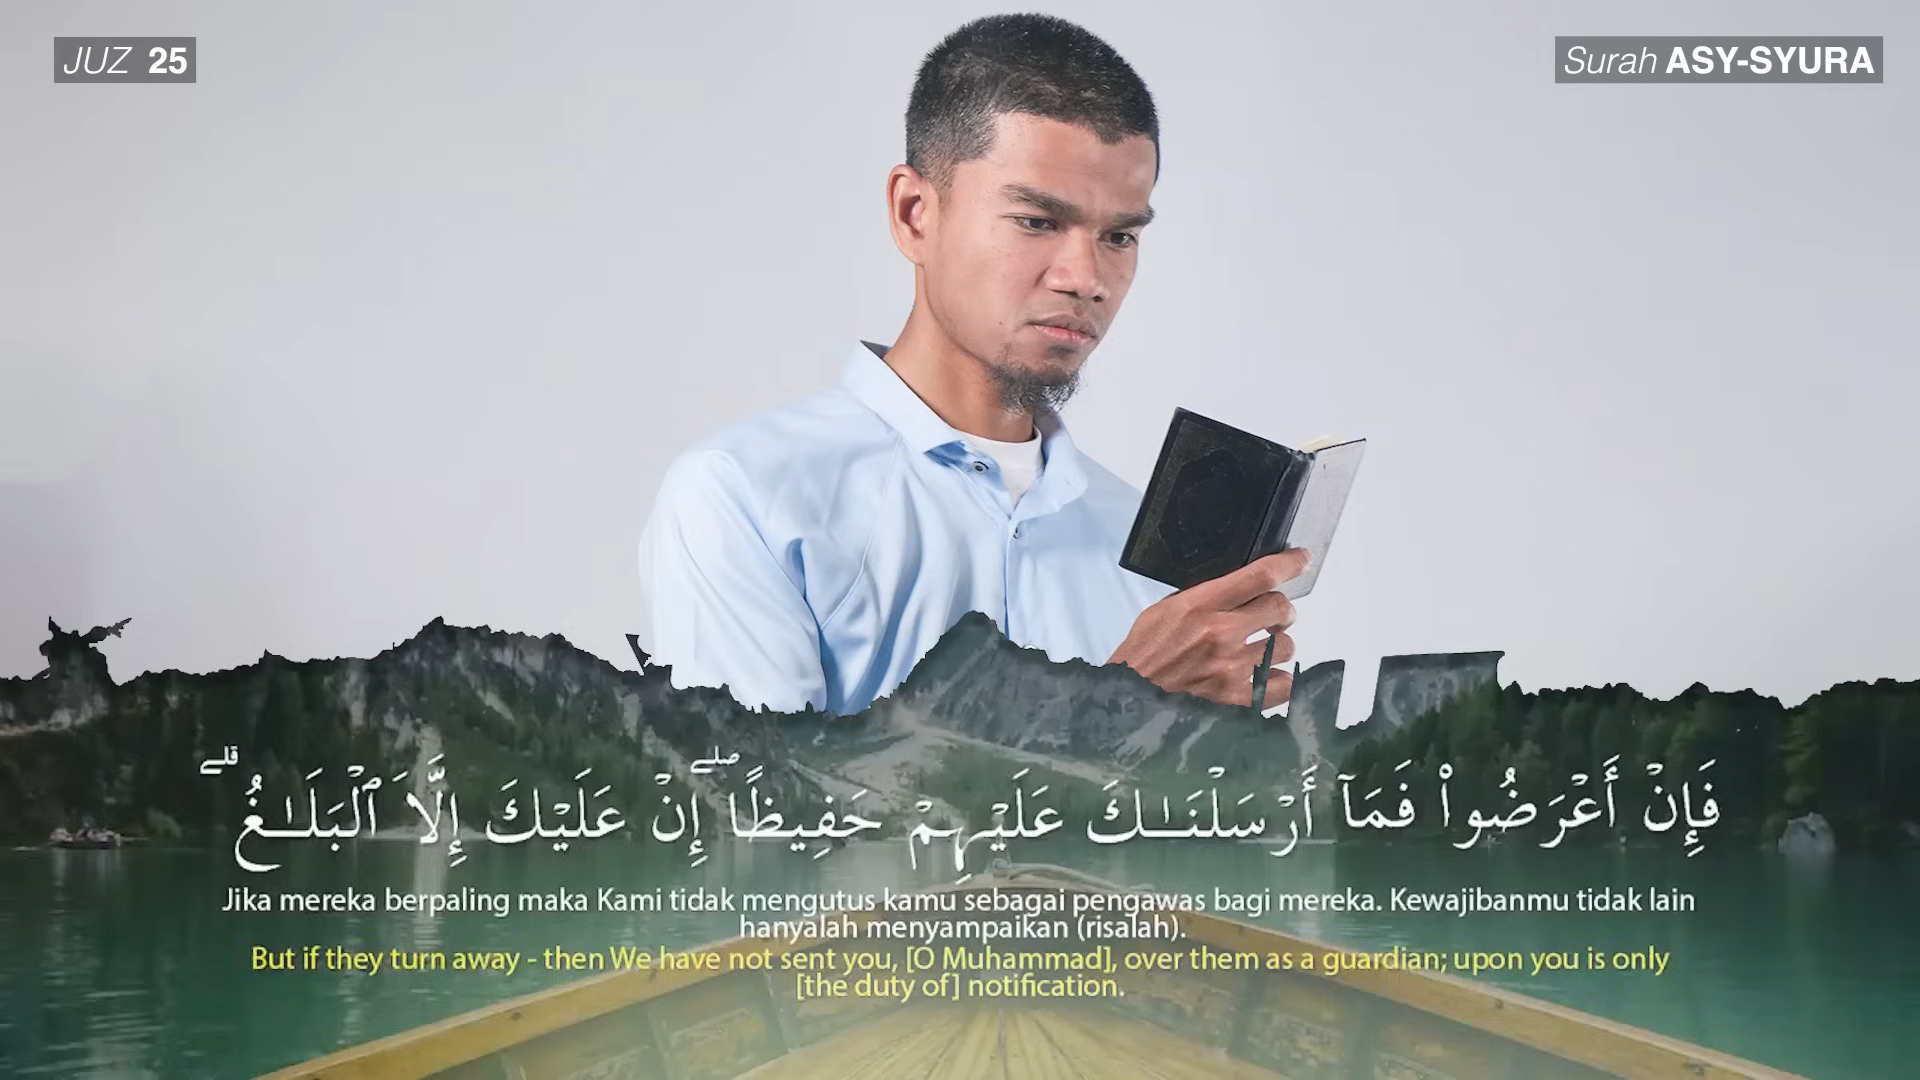 JUZ 25
Surah ASY-SYURA
فَإِنْ أَعْرَضُوا۟ فَمَآ أَرْسَلْنَـٰكَ عَلَيْهِمْ حَفِيظًا ۖ إِنْ عَلَيْكَ إِلَّا ٱلْبَلَـٰغُ ۗ
Jika mereka berpaling maka Kami tidak mengutus kamu sebagai pengawas bagi mereka. Kewajibanmu tidak lain
hanyalah menyampaikan (risalah).
But if they turn away - then We have not sent you, [O Muhammad], over them as a guardian; upon you is only
[the duty of] notification.